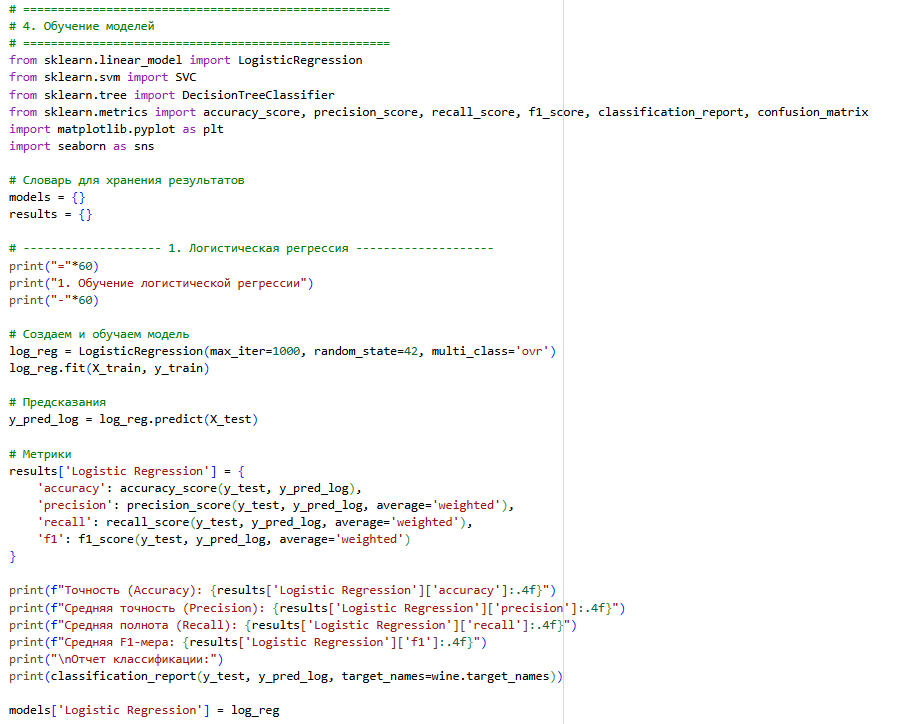 # =====================================================
# 4. Обучение моделей
# =====================================================
from sklearn.linear_model import LogisticRegression
from sklearn.svm import SVC
from sklearn.tree import DecisionTreeClassifier
from sklearn.metrics import accuracy_score, precision_score, recall_score, f1_score, classification_report, confusion_matrix
import matplotlib.pyplot as plt
import seaborn as sns

# Словарь для хранения результатов
models = {}
results = {}

# -------------------- 1. Логистическая регрессия --------------------
print("="*60)
print("1. Обучение логистической регрессии")
print("-"*60)

# Создаем и обучаем модель
log_reg = LogisticRegression(max_iter=1000, random_state=42, multi_class='ovr')
log_reg.fit(X_train, y_train)

# Предсказания
y_pred_log = log_reg.predict(X_test)

# Метрики
results['Logistic Regression'] = {
    'accuracy': accuracy_score(y_test, y_pred_log),
    'precision': precision_score(y_test, y_pred_log, average='weighted'),
    'recall': recall_score(y_test, y_pred_log, average='weighted'),
    'f1': f1_score(y_test, y_pred_log, average='weighted')
}

print(f"Точность (Accuracy): {results['Logistic Regression']['accuracy']:.4f}")
print(f"Средняя точность (Precision): {results['Logistic Regression']['precision']:.4f}")
print(f"Средняя полнота (Recall): {results['Logistic Regression']['recall']:.4f}")
print(f"Средняя F1-мера: {results['Logistic Regression']['f1']:.4f}")
print("\nОтчет классификации:")
print(classification_report(y_test, y_pred_log, target_names=wine.target_names))

models['Logistic Regression'] = log_reg